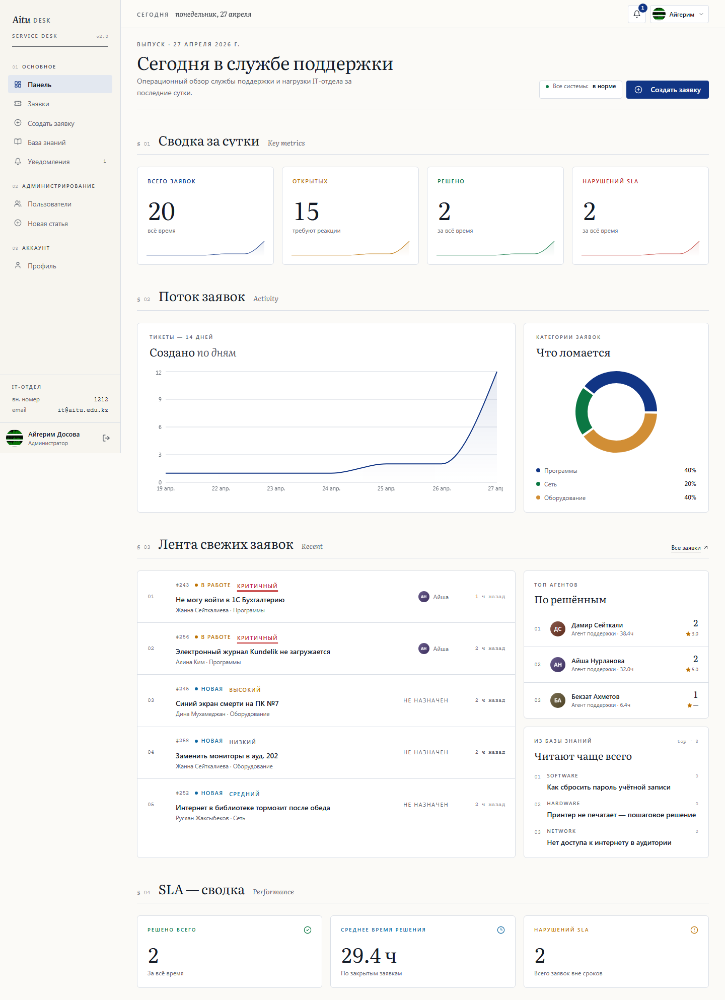 Aitu DESK
SERVICE DESK v2.0
01 ОСНОВНОЕ
Панель
Заявки
Создать заявку
База знаний
Уведомления 1
02 АДМИНИСТРИРОВАНИЕ
Пользователи
Новая статья
03 АККАУНТ
Профиль
IT-ОТДЕЛ
вн. номер 1212
email it@aitu.edu.kz
Айгерим Досова
Администратор
СЕГОДНЯ понедельник, 27 апреля
1
Айгерим
ВЫПУСК · 27 АПРЕЛЯ 2026 Г.
Сегодня в службе поддержки
Операционный обзор службы поддержки и нагрузки IT-отдела за
последние сутки.
Все системы: в норме
Создать заявку
§ 01 Сводка за сутки Key metrics
ВСЕГО ЗАЯВОК
20
всё время
ОТКРЫТЫХ
15
требуют реакции
РЕШЕНО
2
за всё время
НАРУШЕНИЙ SLA
2
за всё время
§ 02 Поток заявок Activity
ТИКЕТЫ — 14 ДНЕЙ
Создано по дням
12
9
6
3
0
19 апр. 22 апр. 23 апр. 24 апр. 25 апр. 26 апр. 27 апр
КАТЕГОРИИ ЗАЯВОК
Что ломается
Программы 40%
Сеть 20%
Оборудование 40%
§ 03 Лента свежих заявок Recent
Все заявки
#243 В РАБОТЕ КРИТИЧНЫЙ
01 Не могу войти в 1С Бухгалтерию АН Айша 1 ч назад
Жанна Сейткалиева · Программы
#256 В РАБОТЕ КРИТИЧНЫЙ
02 Электронный журнал Kundelik не загружается АН Айша 2 ч назад
Алина Ким · Программы
#245 НОВАЯ ВЫСОКИЙ
03 Синий экран смерти на ПК №7 НЕ НАЗНАЧЕН 2 ч назад
Дина Мухамеджан · Оборудование
#258 НОВАЯ НИЗКИЙ
04 Заменить мониторы в ауд. 202 НЕ НАЗНАЧЕН 2 ч назад
Жанна Сейткалиева · Оборудование
#252 НОВАЯ СРЕДНИЙ
05 Интернет в библиотеке тормозит после обеда НЕ НАЗНАЧЕН 2 ч назад
Руслан Жаксыбеков · Сеть
ТОП АГЕНТОВ
По решённым
01 ДС Дамир Сейткали 2
Агент поддержки · 38.4ч 3.0
02 АН Айша Нурланова 2
Агент поддержки · 32.0ч 5.0
03 БА Бекзат Ахметов 1
Агент поддержки · 6.4ч —
ИЗ БАЗЫ ЗНАНИЙ top · 3
Читают чаще всего
01 SOFTWARE 0
Как сбросить пароль учётной записи
02 HARDWARE 0
Принтер не печатает — пошаговое решение
03 NETWORK 0
Нет доступа к интернету в аудитории
§ 04 SLA — сводка Performance
РЕШЕНО ВСЕГО
2
За всё время
СРЕДНЕЕ ВРЕМЯ РЕШЕНИЯ
29.4 ч
По закрытым заявкам
НАРУШЕНИЙ SLA
2
Всего заявок вне сроков